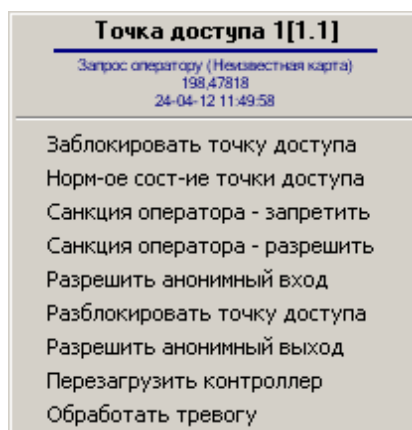 Точка доступа 1[1.1]
Запрос оператору (Неизвестная карта)
198,47818
24-04-12 11:49:58
Заблокировать точку доступа
Норм-ое сост-ие точки доступа
Санкция оператора - запретить
Санкция оператора - разрешить
Разрешить анонимный вход
Разблокировать точку доступа
Разрешить анонимный выход
Перезагрузить контроллер
Обработать тревогу